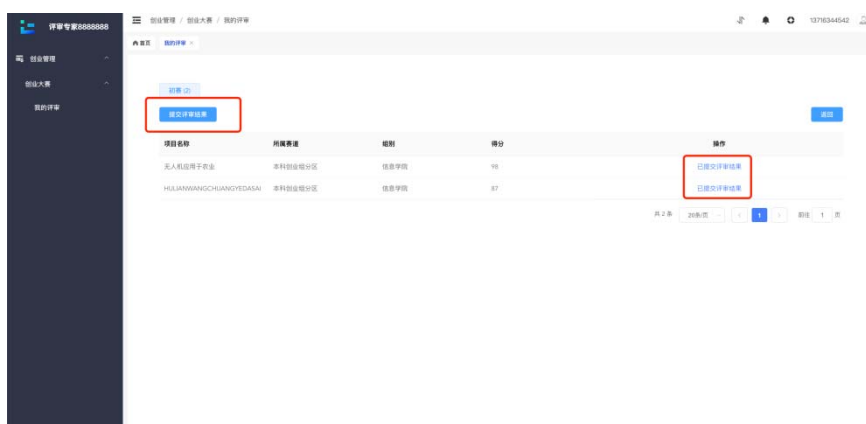 评审专家8888888
创业管理 / 创业大赛 / 我的评审
13716344542
首页 我的评审 ×
创业管理
创业大赛
我的评审
初赛 (2)
提交评审结果
返回
项目名称 所属赛道 组别 得分 操作
无人机应用于农业 本科创业组分区 信息学院 98 已提交评审结果
HULIANWANGCHUANGYEDASAI 本科创业组分区 信息学院 87 已提交评审结果
共 2 条 20条/页 1 前往 1 页